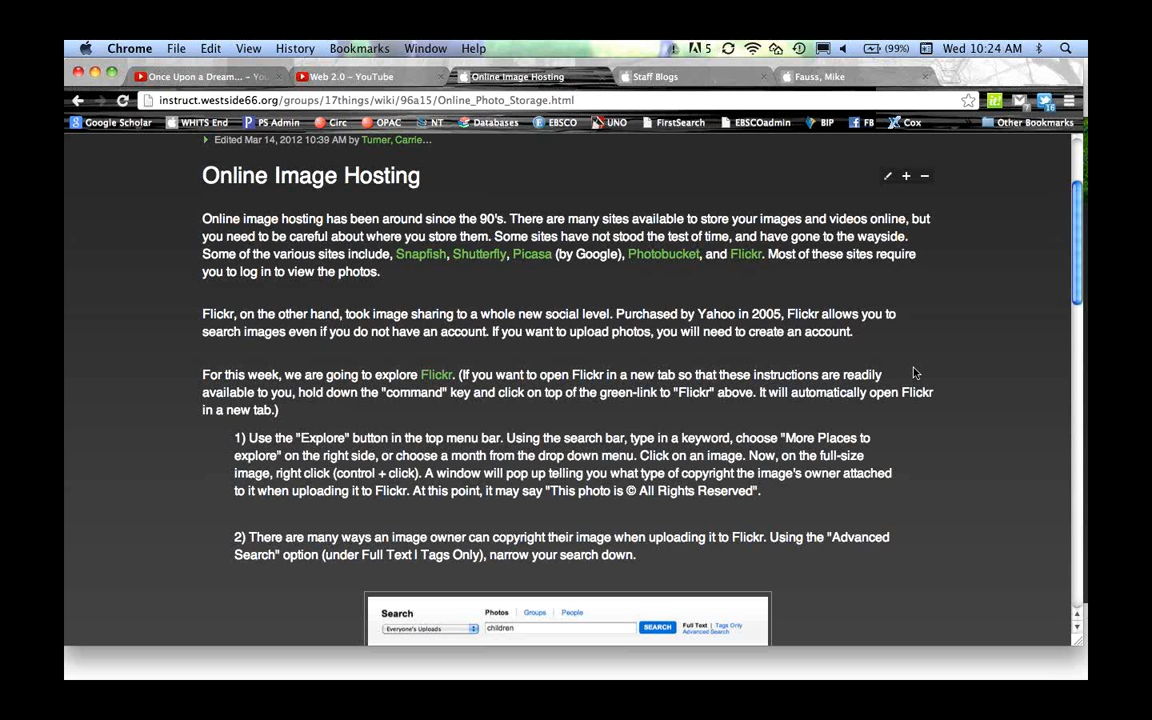 Chrome File Edit View History Bookmarks Window Help
5 (99%) Wed 10:24 AM
Once Upon a Dream... – You
Web 2.0 – YouTube
Online Image Hosting
Staff Blogs
Fauss, Mike
instruct.westside66.org/groups/17things/wiki/96a15/Online_Photo_Storage.html
Google Scholar WHITS End PS Admin Circ OPAC NT Databases EBSCO UNO FirstSearch EBSCOadmin BIP FB Cox Other Bookmarks
Edited Mar 14, 2012 10:39 AM by Turner, Carrie...
Online Image Hosting
Online image hosting has been around since the 90's. There are many sites available to store your images and videos online, but
you need to be careful about where you store them. Some sites have not stood the test of time, and have gone to the wayside.
Some of the various sites include, Snapfish, Shutterfly, Picasa (by Google), Photobucket, and Flickr. Most of these sites require
you to log in to view the photos.
Flickr, on the other hand, took image sharing to a whole new social level. Purchased by Yahoo in 2005, Flickr allows you to
search images even if you do not have an account. If you want to upload photos, you will need to create an account.
For this week, we are going to explore Flickr. (If you want to open Flickr in a new tab so that these instructions are readily
available to you, hold down the "command" key and click on top of the green-link to "Flickr" above. It will automatically open Flickr
in a new tab.)
1) Use the "Explore" button in the top menu bar. Using the search bar, type in a keyword, choose "More Places to
explore" on the right side, or choose a month from the drop down menu. Click on an image. Now, on the full-size
image, right click (control + click). A window will pop up telling you what type of copyright the image's owner attached
to it when uploading it to Flickr. At this point, it may say "This photo is © All Rights Reserved".
2) There are many ways an image owner can copyright their image when uploading it to Flickr. Using the "Advanced
Search" option (under Full Text | Tags Only), narrow your search down.
Search Photos Groups People
Everyone's Uploads children SEARCH Full Text | Tags Only
Advanced Search